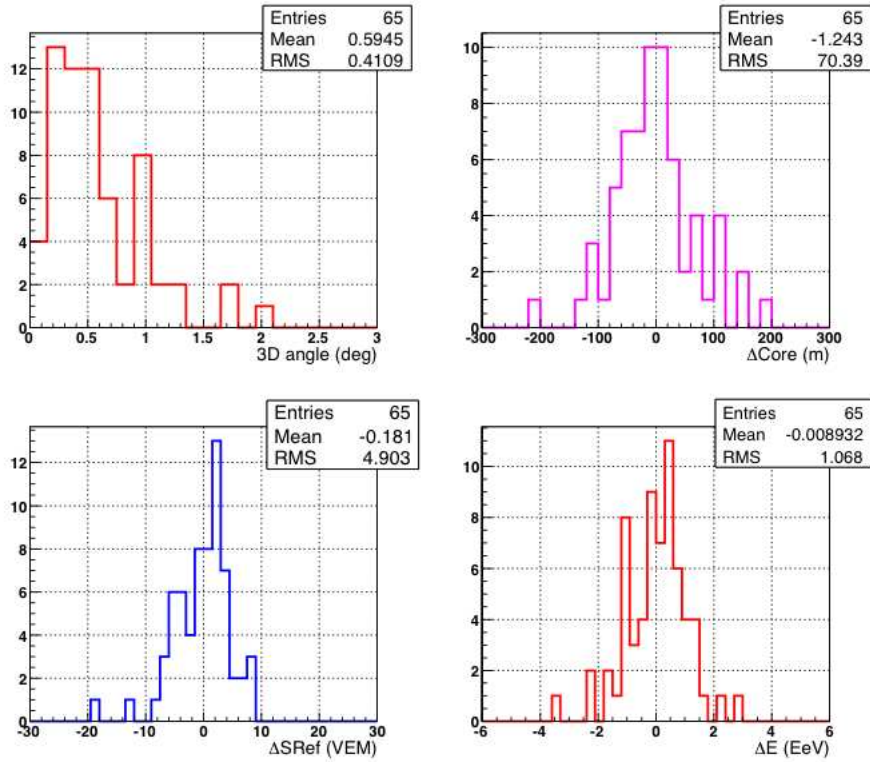 Entries 65
Mean 0.5945
RMS 0.4109
12
10
8
6
4
2
0
0 0.5 1 1.5 2 2.5 3
3D angle (deg)
Entries 65
Mean -1.243
RMS 70.39
10
8
6
4
2
0
-300 -200 -100 0 100 200 300
ΔCore (m)
Entries 65
Mean -0.181
RMS 4.903
12
10
8
6
4
2
0
-30 -20 -10 0 10 20 30
ΔSRef (VEM)
Entries 65
Mean -0.008932
RMS 1.068
10
8
6
4
2
0
-6 -4 -2 0 2 4 6
ΔE (EeV)